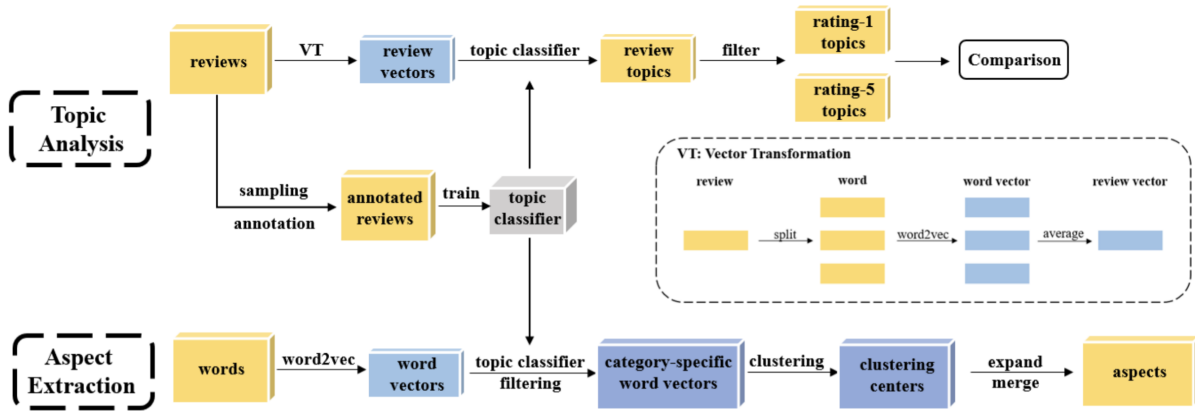 Topic
Analysis
reviews
VT
review
vectors
topic classifier
review
topics
filter
rating-1
topics
rating-5
topics
Comparison
sampling
annotation
annotated
reviews
train
topic
classifier
VT: Vector Transformation
review
word
word vector
review vector
split
word2vec
average
Aspect
Extraction
words
word2vec
word
vectors
topic classifier
filtering
category-specific
word vectors
clustering
clustering
centers
expand
merge
aspects